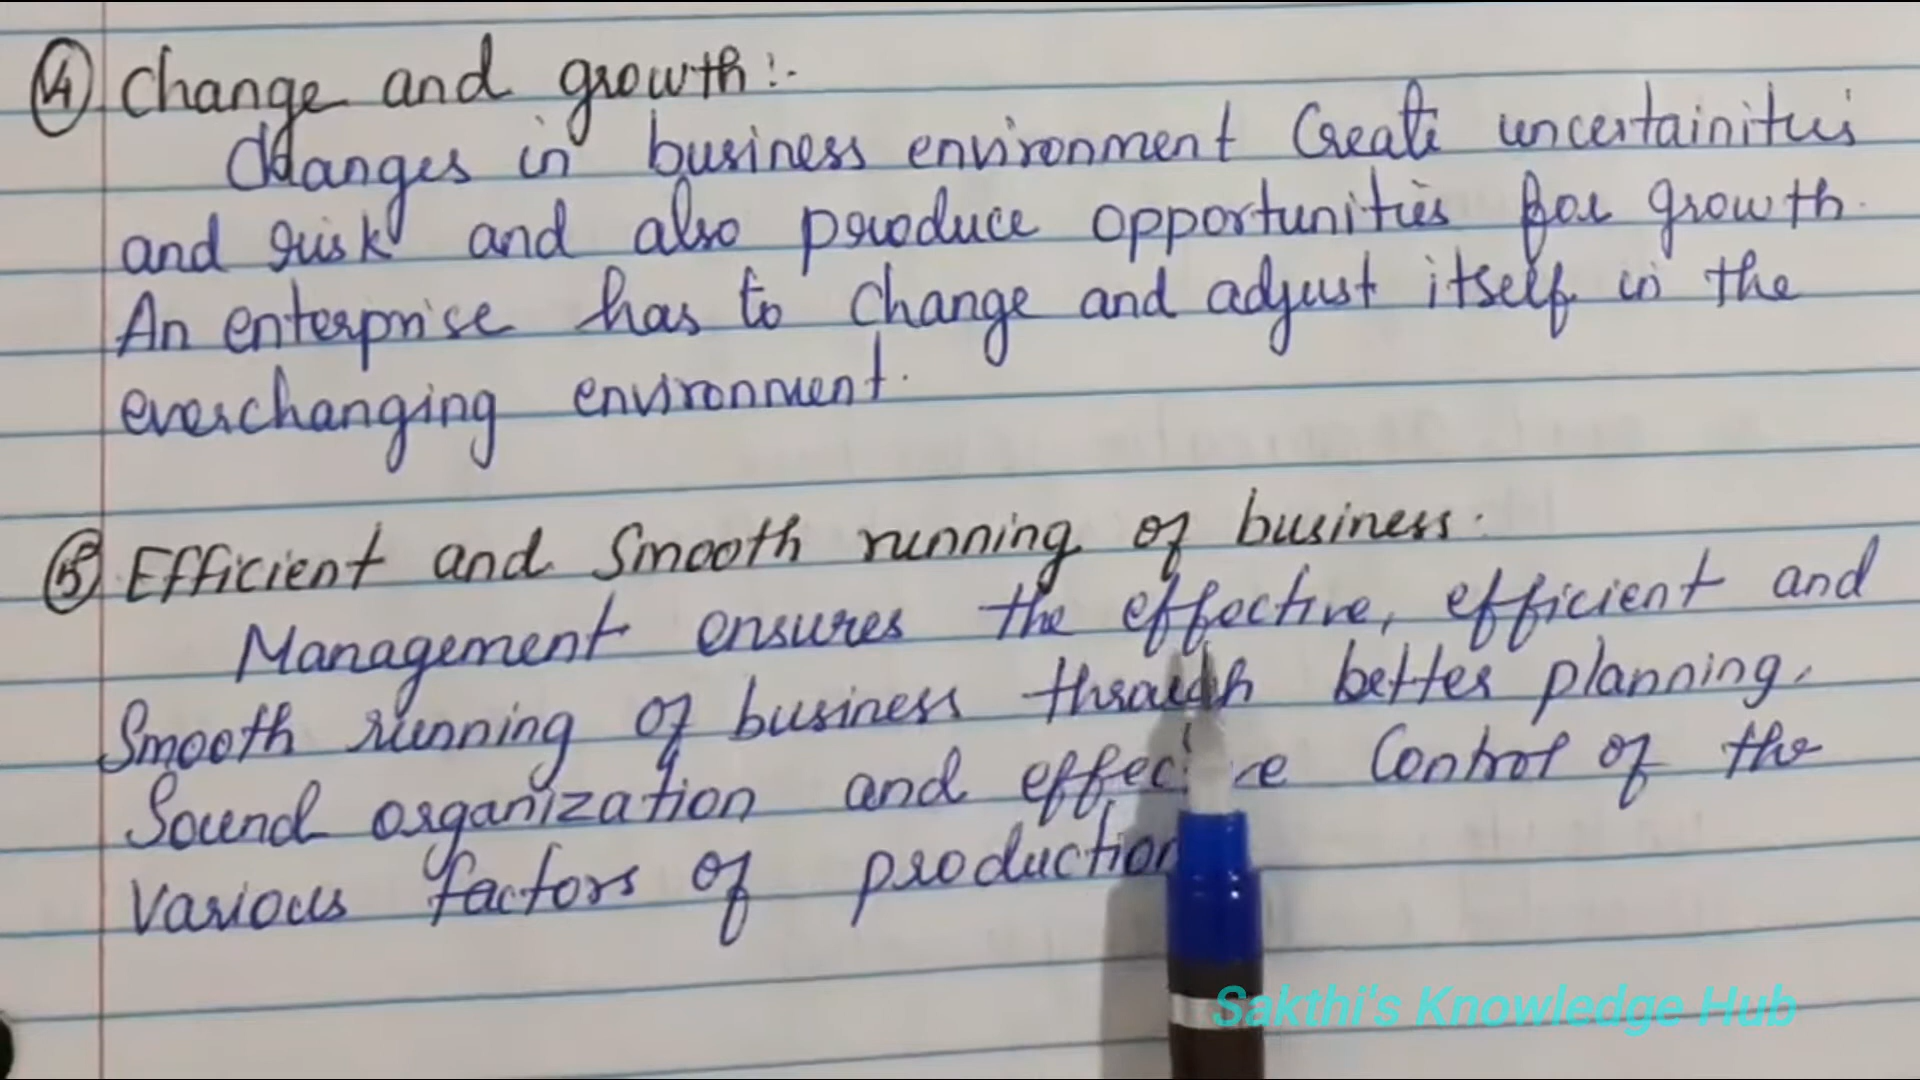 4 Change and growth:-
Changes in business environment Create uncertainities
and risk and also produce opportunities for growth.
An enterprise has to change and adjust itself in the
everchanging environment.
5 Efficient and Smooth running of business.
Management ensures the effective, efficient and
Smooth running of business through better planning,
Sound organization and effective Control of the
Various factors of production
Sakthi's Knowledge Hub